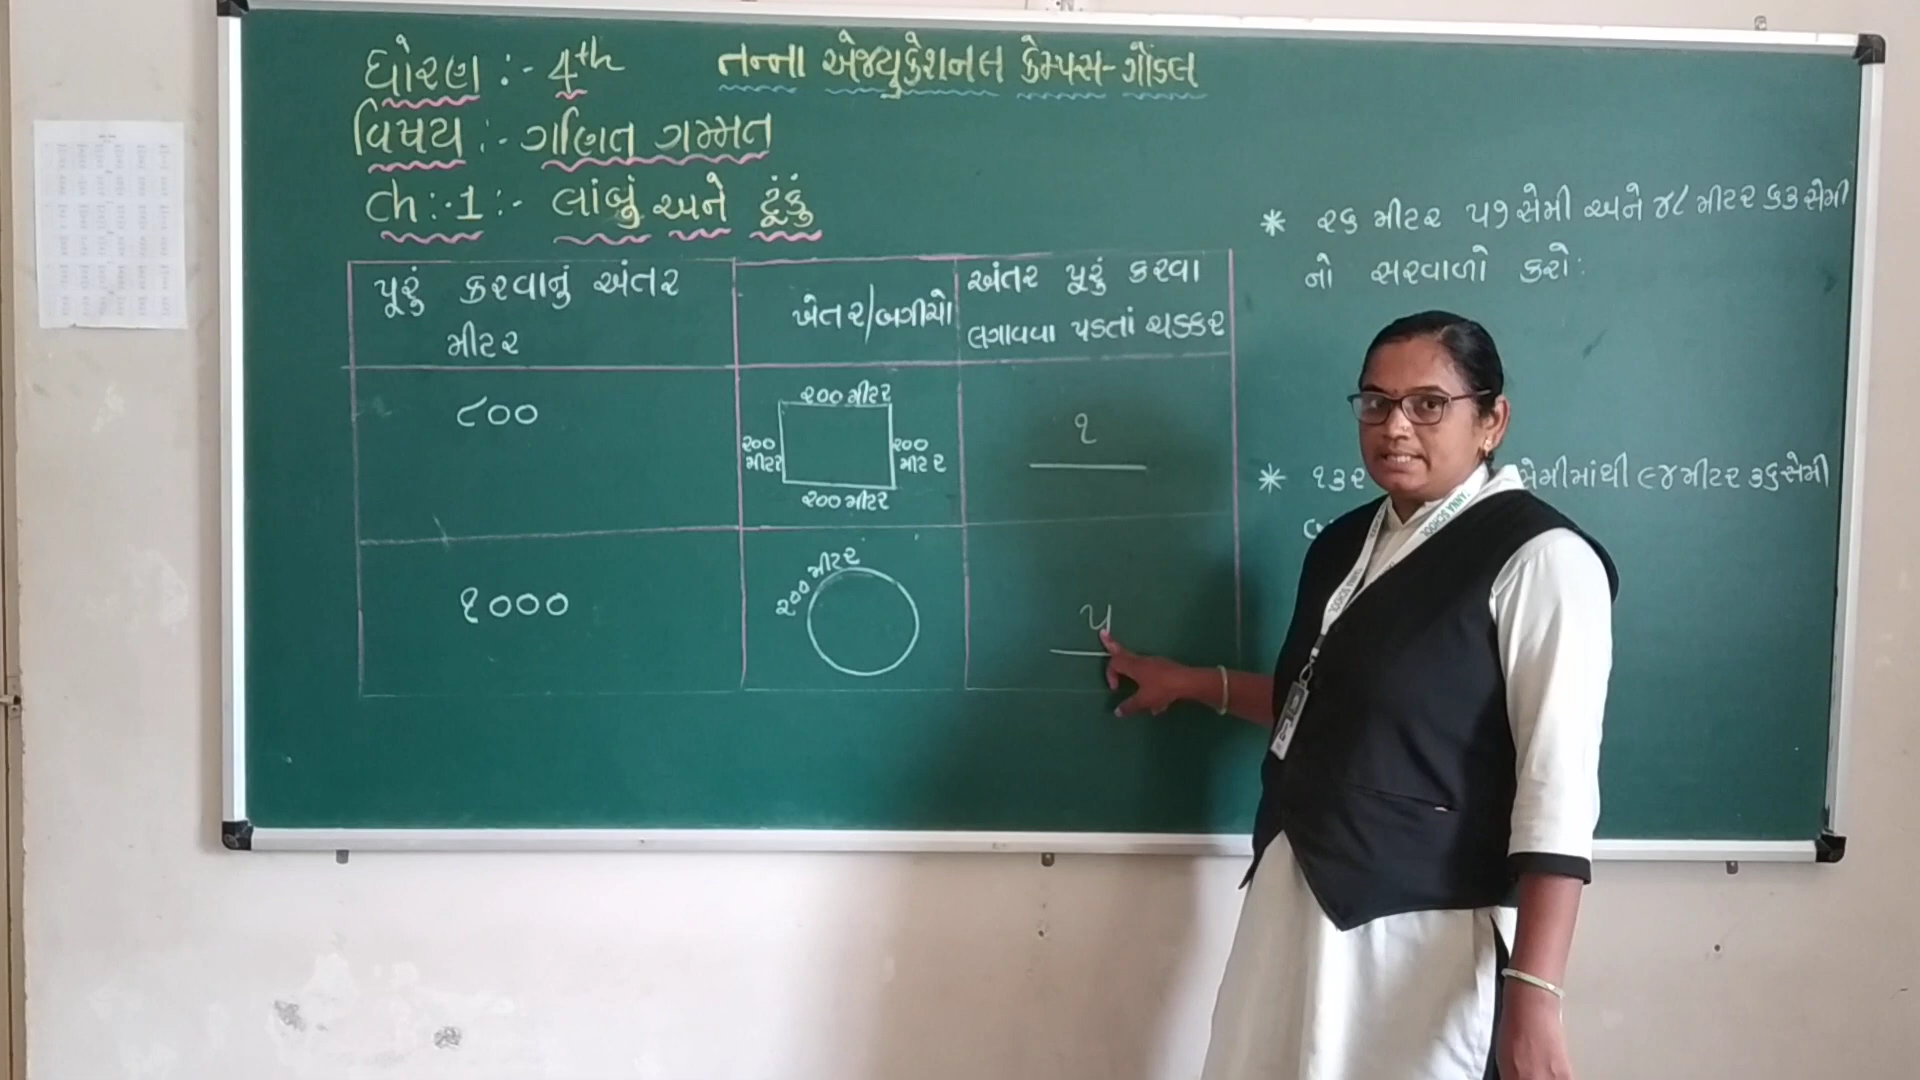 ધોરણ :- 4th
તન્ના એજ્યુકેશનલ કેમ્પસ-ગોંડલ
વિષય :- ગણિત ગમ્મત
ch :- 1 :- લાંબું અને ટૂંકું
પૂરું કરવાનું અંતર
મીટર
ખેતર/બગીચો
અંતર પૂરું કરવા
લગાવવા પડતાં ચક્કર
૮૦૦
૨૦૦ મીટર
૨૦૦
મીટર
૨૦૦
મીટર
૨૦૦ મીટર
૧
૧૦૦૦
૨૦૦ મીટર
૫
* ૨૬ મીટર ૫૧ સેમી અને ૪૮ મીટર ૬૩ સેમી
નો સરવાળો કરો:
* ૧૩૨ સેમીમાંથી ૯૪ મીટર ૩૬ સેમી